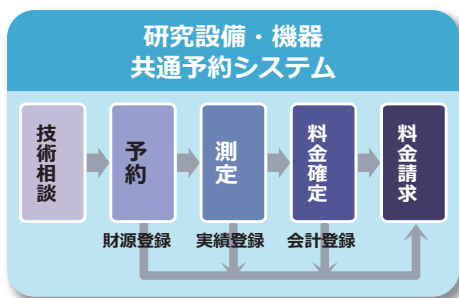 研究設備・機器
共通予約システム
技術相談
予約
測定
料金確定
料金請求
財源登録
実績登録
会計登録